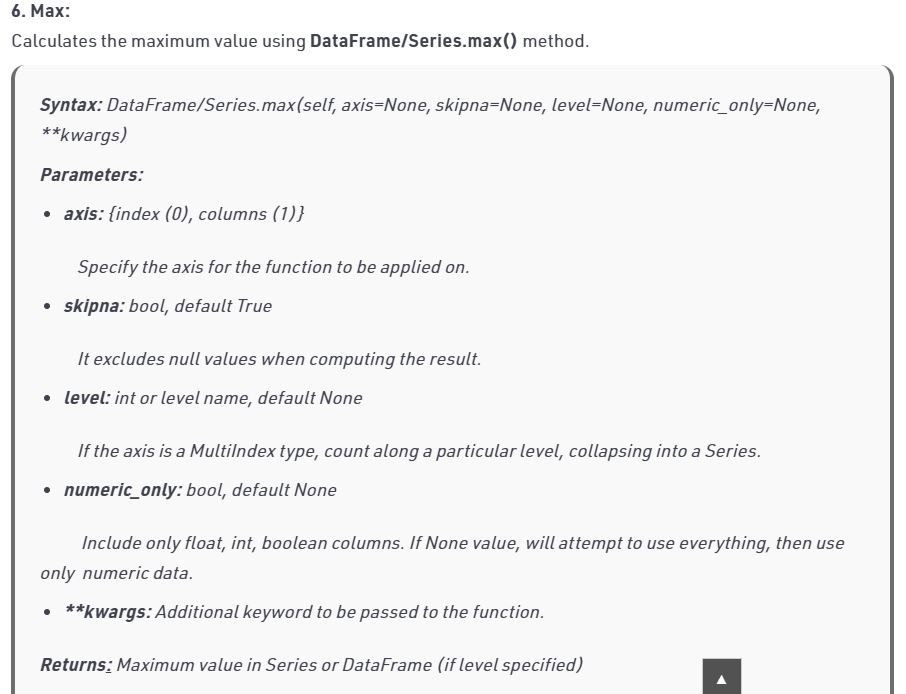 6. Max:
Calculates the maximum value using DataFrame/Series.max() method.
Syntax: DataFrame/Series.max(self, axis=None, skipna=None, level=None, numeric_only=None,
**kwargs)
Parameters:
• axis: {index (0), columns (1)}
Specify the axis for the function to be applied on.
• skipna: bool, default True
It excludes null values when computing the result.
• level: int or level name, default None
If the axis is a MultiIndex type, count along a particular level, collapsing into a Series.
• numeric_only: bool, default None
Include only float, int, boolean columns. If None value, will attempt to use everything, then use
only numeric data.
• **kwargs: Additional keyword to be passed to the function.
Returns: Maximum value in Series or DataFrame (if level specified)